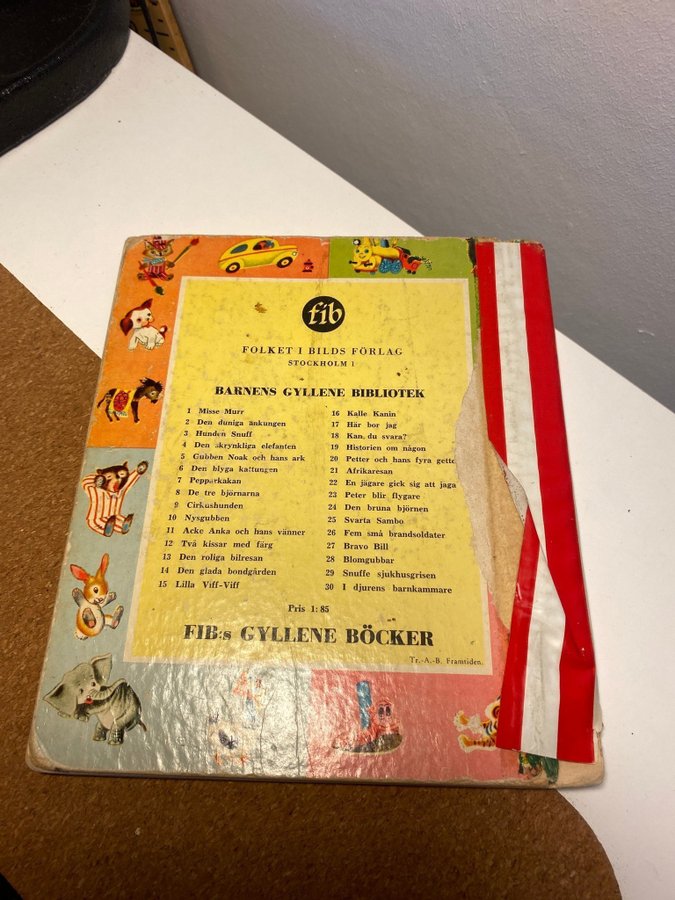 fib
FOLKET I BILDS FÖRLAG
STOCKHOLM 1
BARNENS GYLLENE BIBLIOTEK
1 Misse Murr
2 Den duniga ankungen
3 Hunden Snuff
4 Den skrynkliga elefanten
5 Gubben Noak och hans ark
6 Den blyga kattungen
7 Pepparkakan
8 De tre björnarna
9 Cirkushunden
10 Nysgubben
11 Acke Anka och hans vänner
12 Två kissar med färg
13 Den roliga bilresan
14 Den glada bondgården
15 Lilla Viff-Viff
16 Kalle Kanin
17 Här bor jag
18 Kan du svara?
19 Historien om någon
20 Petter och hans fyra gette
21 Afrikaresan
22 En jägare gick sig att jaga
23 Peter blir flygare
24 Den bruna björnen
25 Svarta Sambo
26 Fem små brandsoldater
27 Bravo Bill
28 Blomgubbar
29 Snuffe sjukhusgrisen
30 I djurens barnkammare
Pris 1:85
FIB:s GYLLENE BÖCKER
Tr.-A.-B. Framtiden.